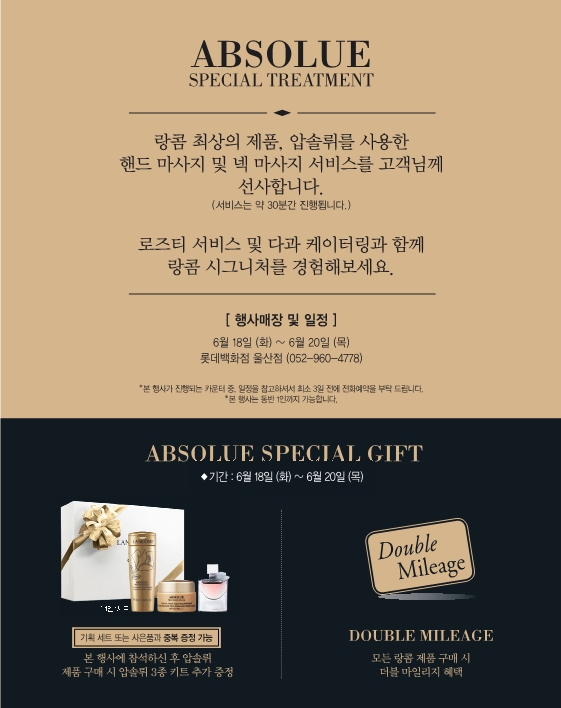 ABSOLUE
SPECIAL TREATMENT
랑콤 최상의 제품, 압솔뤼를 사용한
핸드 마사지 및 넥 마사지 서비스를 고객님께
선사합니다.
(서비스는 약 30분간 진행됩니다.)
로즈티 서비스 및 다과 케이터링과 함께
랑콤 시그니처를 경험해보세요.
[ 행사매장 및 일정 ]
6월 18일 (화) ~ 6월 20일 (목)
롯데백화점 울산점 (052-960-4778)
*본 행사가 진행되는 카운터 중, 일정을 참고하셔서 최소 3일 전에 전화예약을 부탁 드립니다.
*본 행사는 동반 1인까지 가능합니다.
ABSOLUE SPECIAL GIFT
◆기간 : 6월 18일 (화) ~ 6월 20일 (목)
LANCÔME
ABSOLUE
기획 세트 또는 사은품과 중복 증정 가능
본 행사에 참석하신 후 압솔뤼
제품 구매 시 압솔뤼 3종 키트 추가 증정
Double
Mileage
DOUBLE MILEAGE
모든 랑콤 제품 구매 시
더블 마일리지 혜택